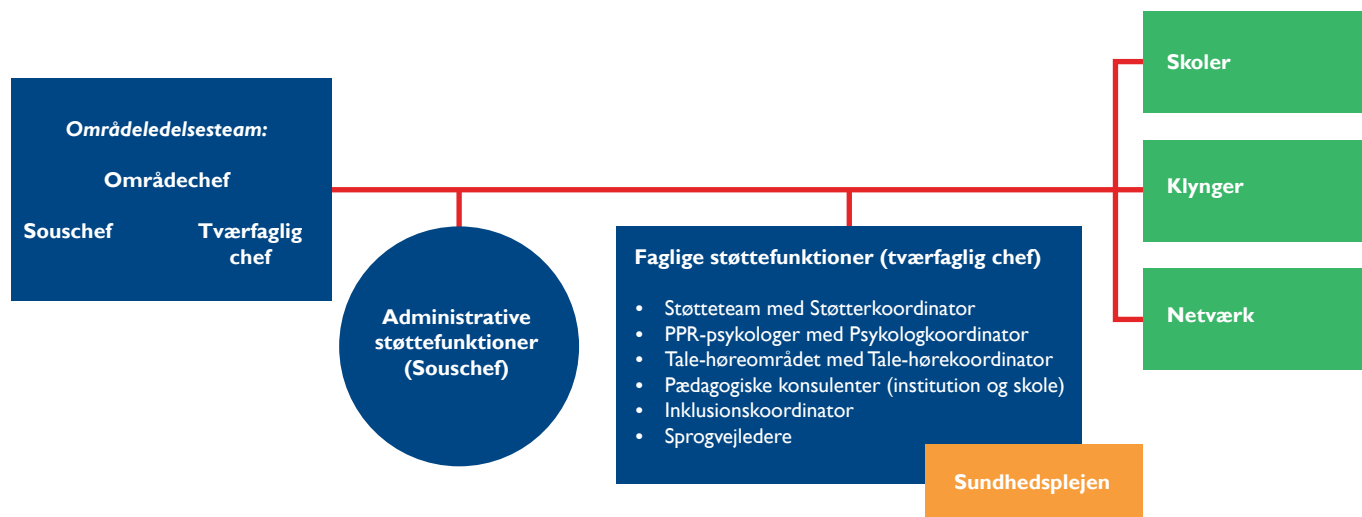 Områdeledelsesteam:
Områdechef
Souschef
Tværfaglig
chef
Administrative
støttefunktioner
(Souschef)
Faglige støttefunktioner (tværfaglig chef)
• Støtteteam med Støtterkoordinator
• PPR-psykologer med Psykologkoordinator
• Tale-høreområdet med Tale-hørekoordinator
• Pædagogiske konsulenter (institution og skole)
• Inklusionskoordinator
• Sprogvejledere
Sundhedsplejen
Skoler
Klynger
Netværk